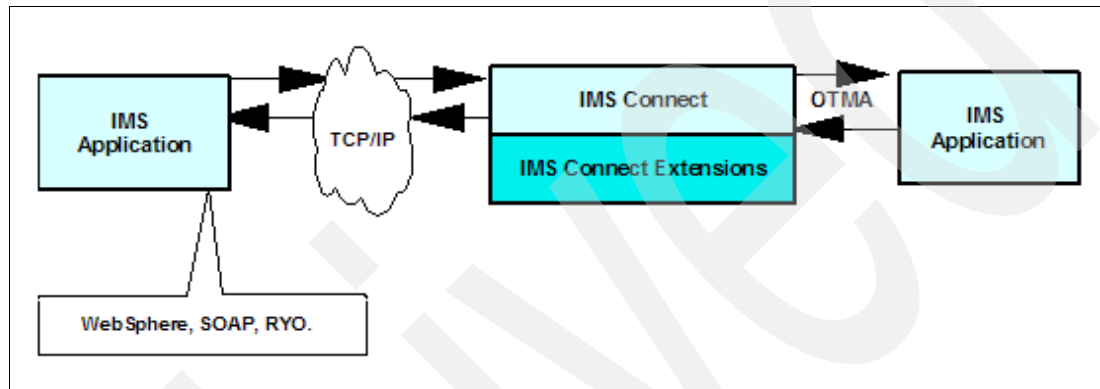 IMS
Application
TCP/IP
IMS Connect
IMS Connect Extensions
OTMA
IMS
Application
WebSphere, SOAP, RYO.